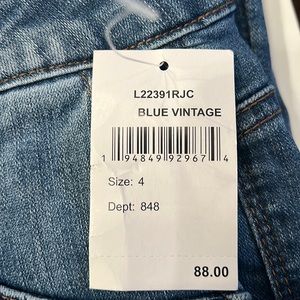 L22391RJC
BLUE VINTAGE
1 94849 92967 4
Size: 4
Dept: 848
88.00